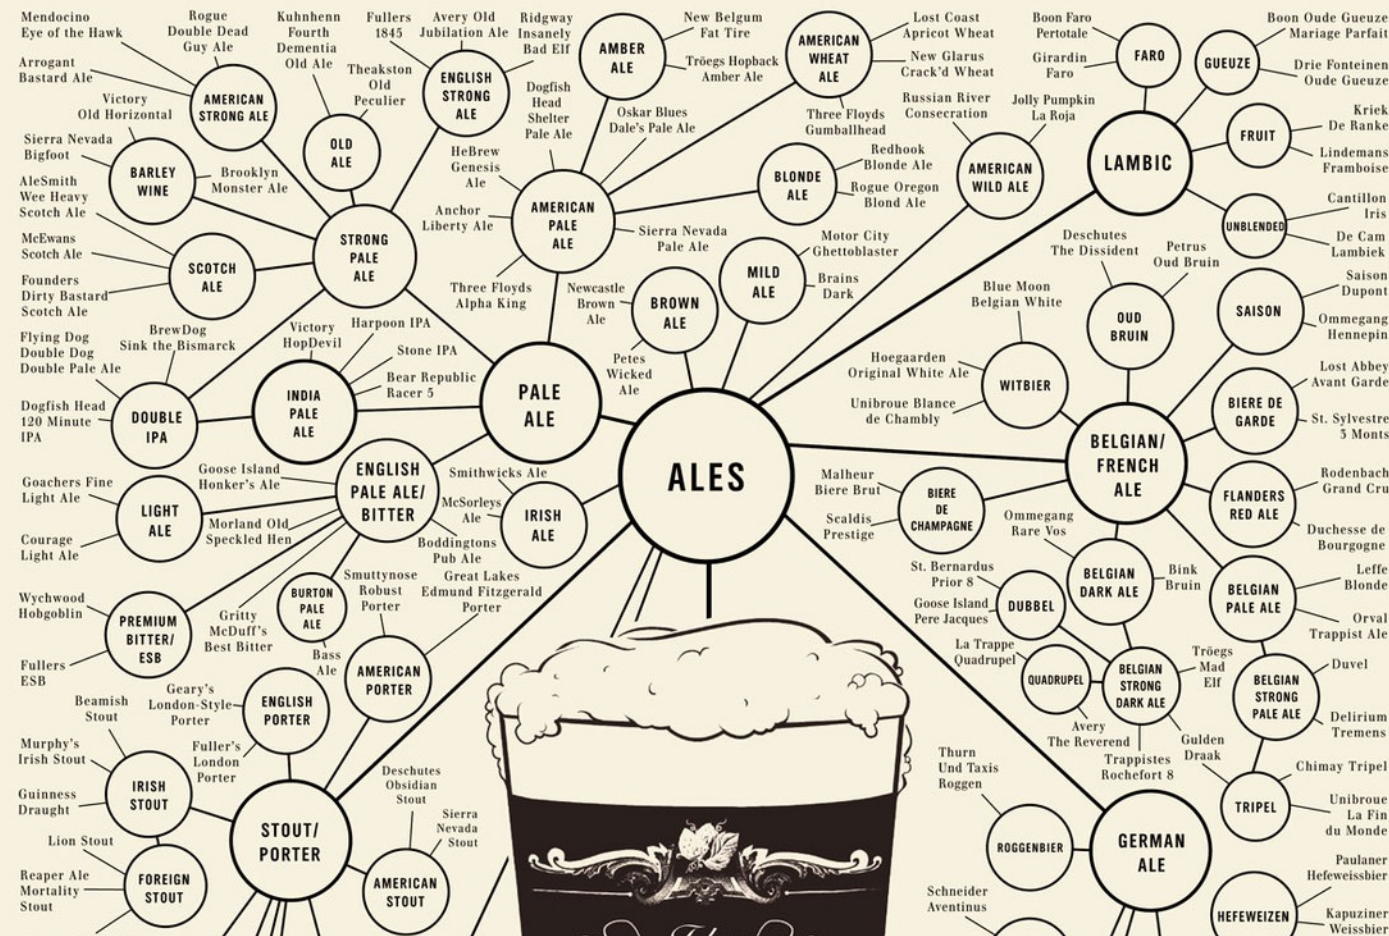 Mendocino
Eye of the Hawk
Rogue
Double Dead
Guy Ale
Kuhnhenn
Fourth
Dementia
Old Ale
Fullers
1845
Avery Old
Jubilation Ale
Ridgway
Insanely
Bad Elf
AMBER
ALE
New Belgum
Fat Tire
AMERICAN
WHEAT
ALE
Lost Coast
Apricot Wheat
Boon Faro
Pertotale
FARO
Boon Oude Gueuze
Mariage Parfait
Arrogant
Bastard Ale
AMERICAN
STRONG ALE
Theakston
Old
Peculier
ENGLISH
STRONG
ALE
Tröegs Hopback
Amber Ale
New Glarus
Crack'd Wheat
Girardin
Faro
GUEUZE
Drie Fonteinen
Oude Gueuze
Victory
Old Horizontal
Dogfish
Head
Shelter
Pale Ale
Oskar Blues
Dale's Pale Ale
Three Floyds
Gumballhead
Russian River
Consecration
Jolly Pumpkin
La Roja
Kriek
De Ranke
FRUIT
Lindemans
Framboise
Sierra Nevada
Bigfoot
BARLEY
WINE
Brooklyn
Monster Ale
OLD
ALE
HeBrew
Genesis
Ale
BLONDE
ALE
Redhook
Blonde Ale
Rogue Oregon
Blond Ale
AMERICAN
WILD ALE
LAMBIC
AleSmith
Wee Heavy
Scotch Ale
Anchor
Liberty Ale
AMERICAN
PALE
ALE
Sierra Nevada
Pale Ale
Motor City
Ghettoblaster
Cantillon
Iris
UNBLENDED
De Cam
Lambiek
McEwans
Scotch Ale
SCOTCH
ALE
STRONG
PALE
ALE
MILD
ALE
Brains
Dark
Deschutes
The Dissident
Petrus
Oud Bruin
Saison
Dupont
Founders
Dirty Bastard
Scotch Ale
Three Floyds
Alpha King
Newcastle
Brown
Ale
BROWN
ALE
Blue Moon
Belgian White
OUD
BRUIN
SAISON
Ommegang
Hennepin
Flying Dog
Double Dog
Double Pale Ale
BrewDog
Sink the Bismarck
Victory
HopDevil
Harpoon IPA
Stone IPA
Bear Republic
Racer 5
Petes
Wicked
Ale
Hoegaarden
Original White Ale
WITBIER
Lost Abbey
Avant Garde
Dogfish Head
120 Minute
IPA
DOUBLE
IPA
INDIA
PALE
ALE
PALE
ALE
Unibroue Blance
de Chambly
BIERE DE
GARDE
St. Sylvestre
3 Monts
ALES
BELGIAN/
FRENCH
ALE
Goachers Fine
Light Ale
Goose Island
Honker's Ale
ENGLISH
PALE ALE/
BITTER
Smithwicks Ale
McSorleys
Ale
IRISH
ALE
Malheur
Biere Brut
BIERE
DE
CHAMPAGNE
Scaldis
Prestige
Rodenbach
Grand Cru
FLANDERS
RED ALE
Duchesse de
Bourgogne
LIGHT
ALE
Courage
Light Ale
Morland Old
Speckled Hen
Boddingtons
Pub Ale
Ommegang
Rare Vos
BELGIAN
DARK ALE
Bink
Bruin
BELGIAN
PALE ALE
Leffe
Blonde
Orval
Trappist Ale
Wychwood
Hobgoblin
PREMIUM
BITTER/
ESB
Fullers
ESB
Gritty
McDuff's
Best Bitter
BURTON
PALE
ALE
Bass
Ale
Smuttynose
Robust
Porter
Great Lakes
Edmund Fitzgerald
Porter
AMERICAN
PORTER
St. Bernardus
Prior 8
Goose Island
Pere Jacques
DUBBEL
La Trappe
Quadrupel
QUADRUPEL
BELGIAN
STRONG
DARK ALE
Tröegs
Mad
Elf
BELGIAN
STRONG
PALE ALE
Duvel
Delirium
Tremens
Beamish
Stout
Geary's
London-Style
Porter
ENGLISH
PORTER
Fuller's
London
Porter
Avery
The Reverend
Trappistes
Rochefort 8
Gulden
Draak
Murphy's
Irish Stout
Guinness
Draught
IRISH
STOUT
Lion Stout
STOUT/
PORTER
Deschutes
Obsidian
Stout
Sierra
Nevada
Stout
Thurn
Und Taxis
Roggen
ROGGENBIER
GERMAN
ALE
TRIPEL
Chimay Tripel
Unibroue
La Fin
du Monde
Reaper Ale
Mortality
Stout
FOREIGN
STOUT
AMERICAN
STOUT
Schneider
Aventinus
Paulaner
Hefeweissbier
HEFEWEIZEN
Kapuziner
Weissbier